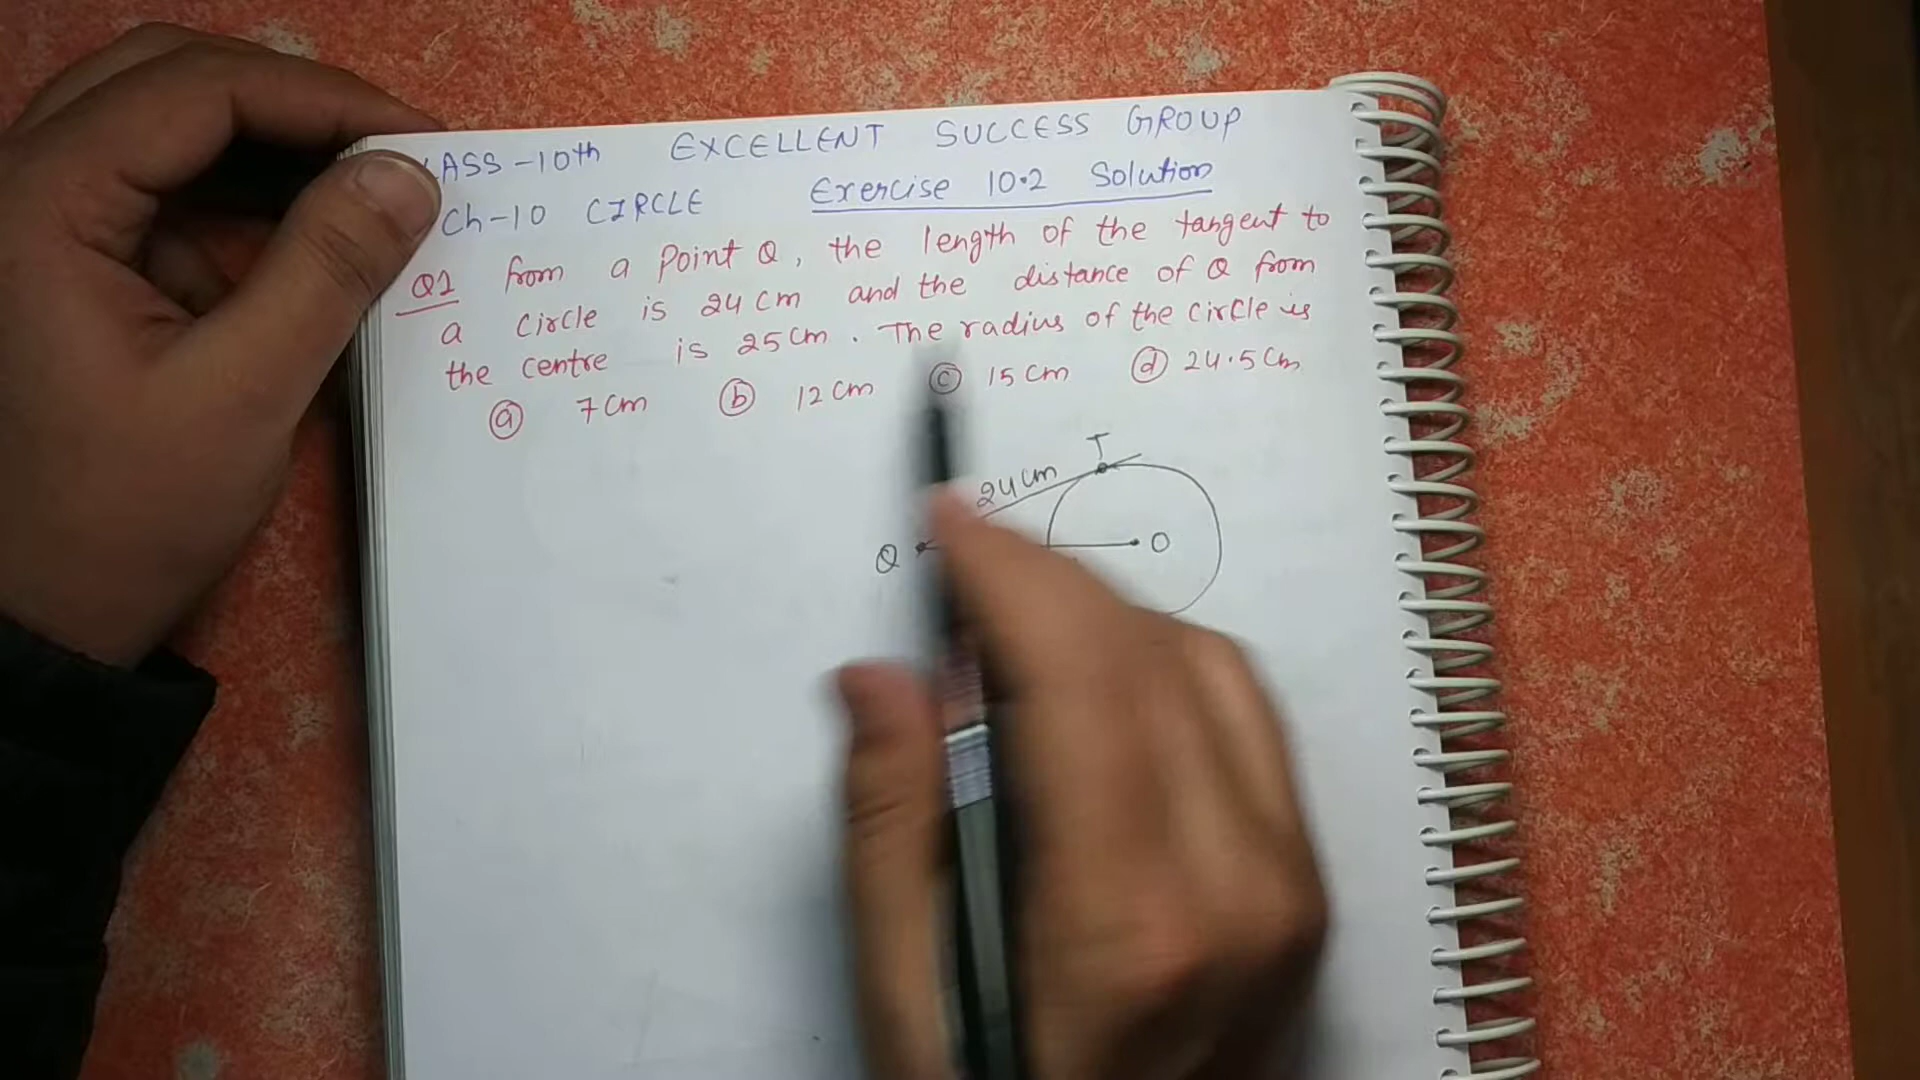 LASS-10th EXCELLENT SUCCESS GROUP
Ch-10 CIRCLE Exercise 10.2 Solution
Q1 from a Point Q, the length of the tangent to
a circle is 24 cm and the distance of Q from
the centre is 25 cm. The radius of the circle is
(a) 7 cm (b) 12 cm (c) 15 cm (d) 24.5 cm
T
24 cm
Q O